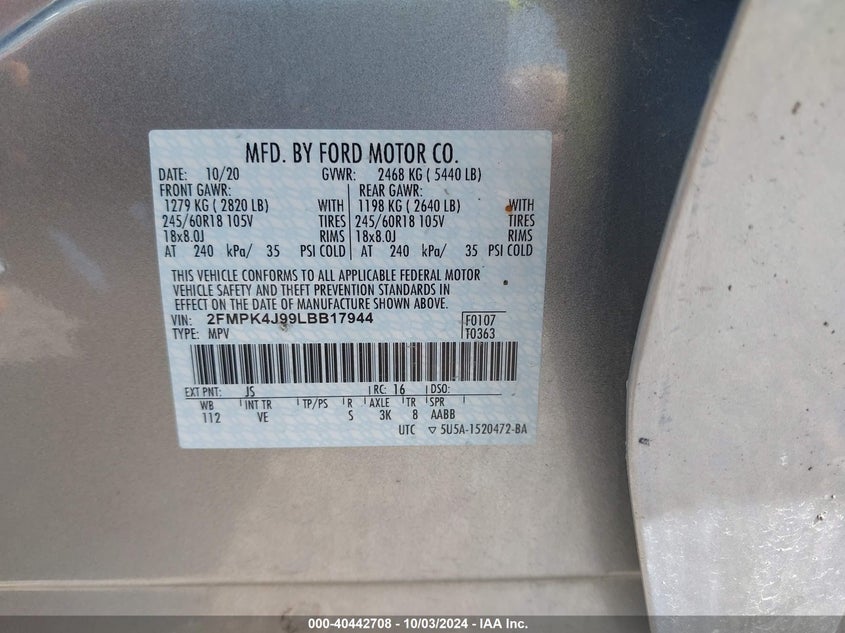 MFD. BY FORD MOTOR CO.
DATE: 10/20 GVWR: 2468 KG ( 5440 LB)
FRONT GAWR: REAR GAWR:
1279 KG ( 2820 LB) WITH 1198 KG ( 2640 LB) WITH
245/60R18 105V TIRES 245/60R18 105V TIRES
18x8.0J RIMS 18x8.0J RIMS
AT 240 kPa/ 35 PSI COLD AT 240 kPa/ 35 PSI COLD
THIS VEHICLE CONFORMS TO ALL APPLICABLE FEDERAL MOTOR
VEHICLE SAFETY AND THEFT PREVENTION STANDARDS IN
EFFECT ON THE DATE OF MANUFACTURE SHOWN ABOVE.
VIN: 2FMPK4J99LBB17944 F0107
TYPE: MPV T0363
EXT PNT: JS RC: 16 DSO:
WB INT TR TP/PS R AXLE TR SPR
112 VE S 3K 8 AABB
UTC ▽ 5U5A-1520472-BA
000-40442708 - 10/03/2024 - IAA Inc.